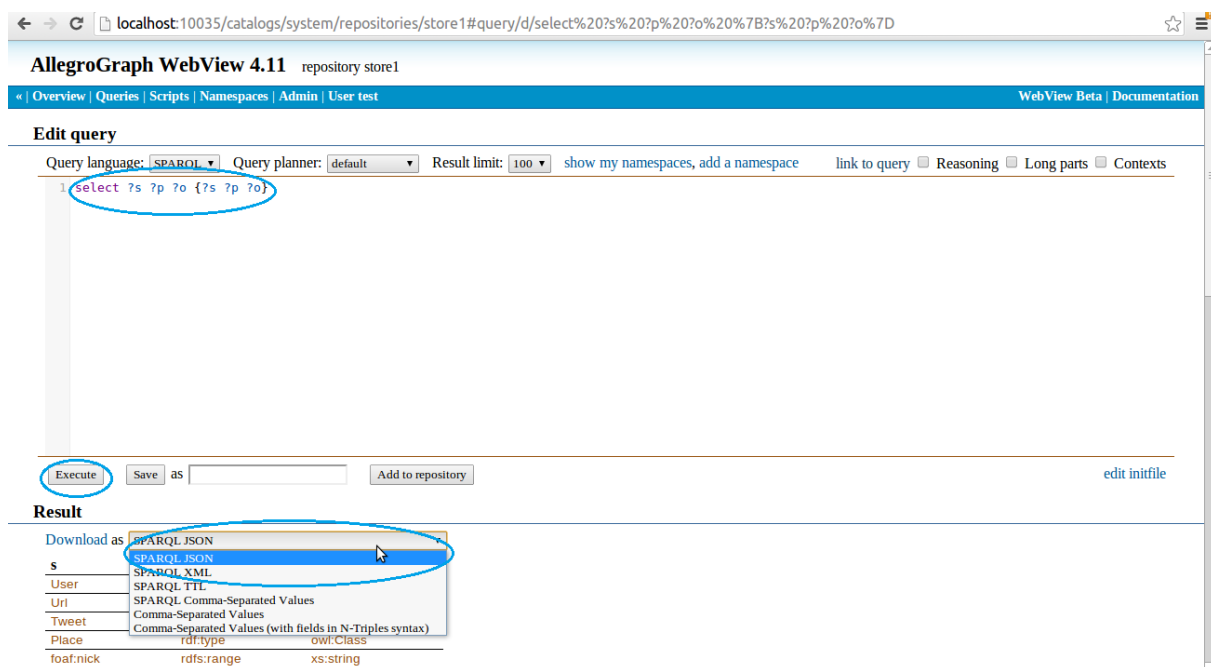 localhost:10035/catalogs/system/repositories/store1#query/d/select%20?s%20?p%20?o%20%7B?s%20?p%20?o%7D
AllegroGraph WebView 4.11 repository store1
« | Overview | Queries | Scripts | Namespaces | Admin | User test WebView Beta | Documentation
Edit query
Query language: SPARQL Query planner: default Result limit: 100 show my namespaces, add a namespace link to query Reasoning Long parts Contexts
1 select ?s ?p ?o {?s ?p ?o}
Execute Save as Add to repository edit initfile
Result
Download as SPARQL JSON
SPARQL JSON
s
SPARQL XML
User SPARQL TTL
Url SPARQL Comma-Separated Values
Comma-Separated Values
Tweet Comma-Separated Values (with fields in N-Triples syntax)
Place rdf:type owl:Class
foaf:nick rdfs:range xs:string